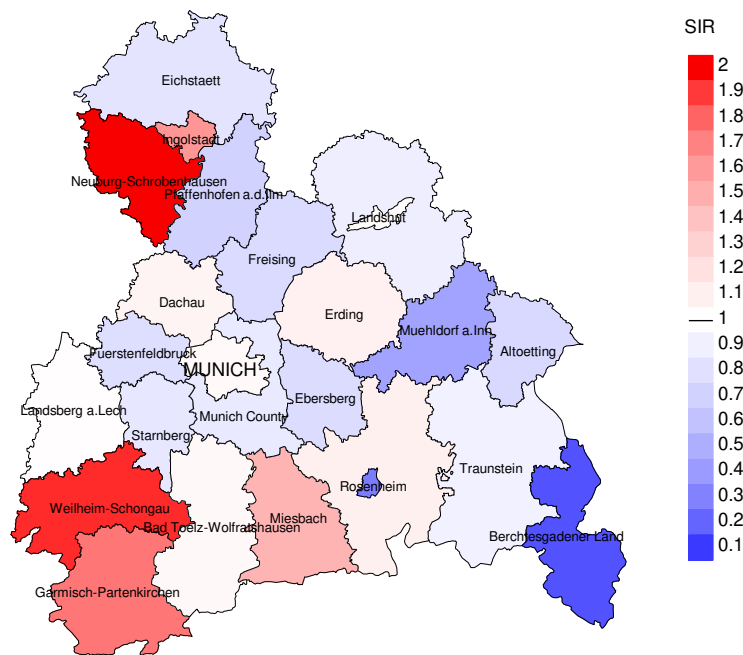 SIR
2
1.9
1.8
1.7
1.6
1.5
1.4
1.3
1.2
1.1
1
0.9
0.8
0.7
0.6
0.5
0.4
0.3
0.2
0.1
Eichstaett
Ingolstadt
Neuburg-Schrobenhausen
Pfaffenhofen a.d.Ilm
Landshut
Freising
Dachau
Erding
Muehldorf a.Inn
Altoetting
Fuerstenfeldbruck
MUNICH
Ebersberg
Landsberg a.Lech
Munich County
Starnberg
Traunstein
Rosenheim
Weilheim-Schongau
Miesbach
Bad Toelz-Wolfratshausen
Berchtesgadener Land
Garmisch-Partenkirchen